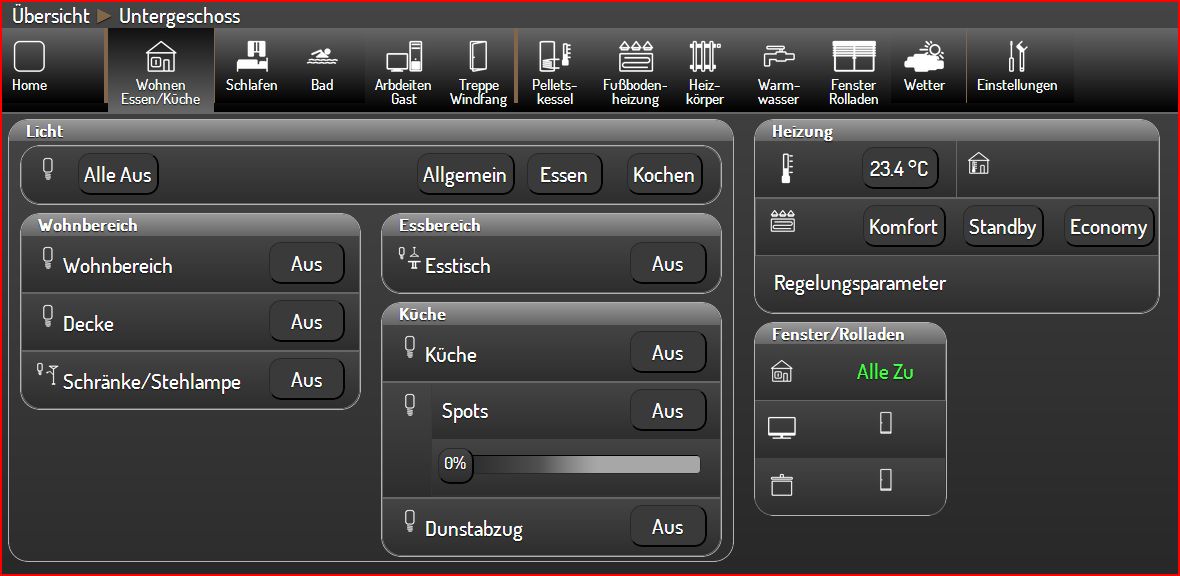 Übersicht ▶ Untergeschoss
Home
Wohnen
Essen/Küche
Schlafen
Bad
Arbdeiten
Gast
Treppe
Windfang
Pellets-
kessel
Fußboden-
heizung
Heiz-
körper
Warm-
wasser
Fenster
Rolladen
Wetter
Einstellungen
Licht
Alle Aus Allgemein Essen Kochen
Wohnbereich
Wohnbereich Aus
Decke Aus
Schränke/Stehlampe Aus
Essbereich
Esstisch Aus
Küche
Küche Aus
Spots Aus
0%
Dunstabzug Aus
Heizung
23.4 °C
Komfort Standby Economy
Regelungsparameter
Fenster/Rolladen
Alle Zu